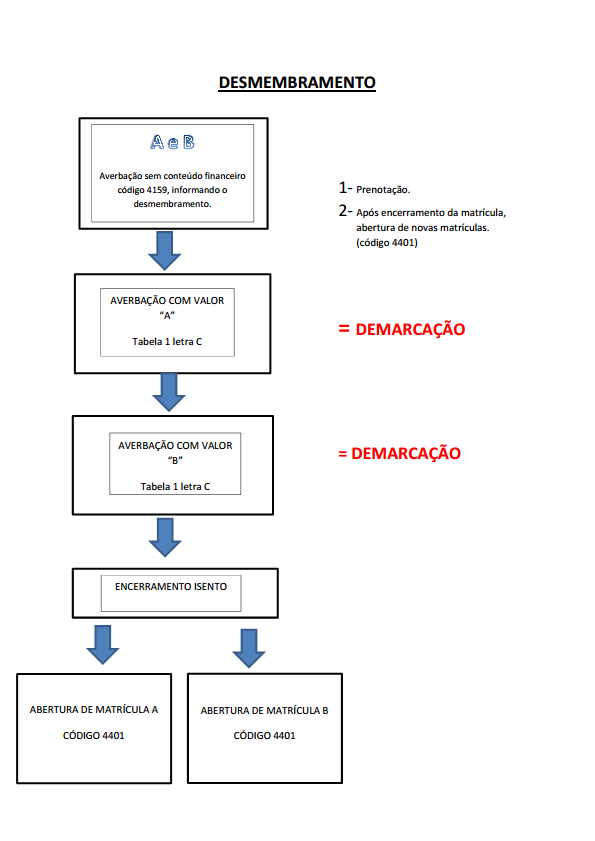 DESMEMBRAMENTO
A e B
Averbação sem conteúdo financeiro
código 4159, informando o
desmembramento.
1- Prenotação.
2- Após encerramento da matrícula,
abertura de novas matrículas.
(código 4401)
AVERBAÇÃO COM VALOR
“A”
Tabela 1 letra C
= DEMARCAÇÃO
AVERBAÇÃO COM VALOR
“B”
Tabela 1 letra C
= DEMARCAÇÃO
ENCERRAMENTO ISENTO
ABERTURA DE MATRÍCULA A
CÓDIGO 4401
ABERTURA DE MATRÍCULA B
CÓDIGO 4401